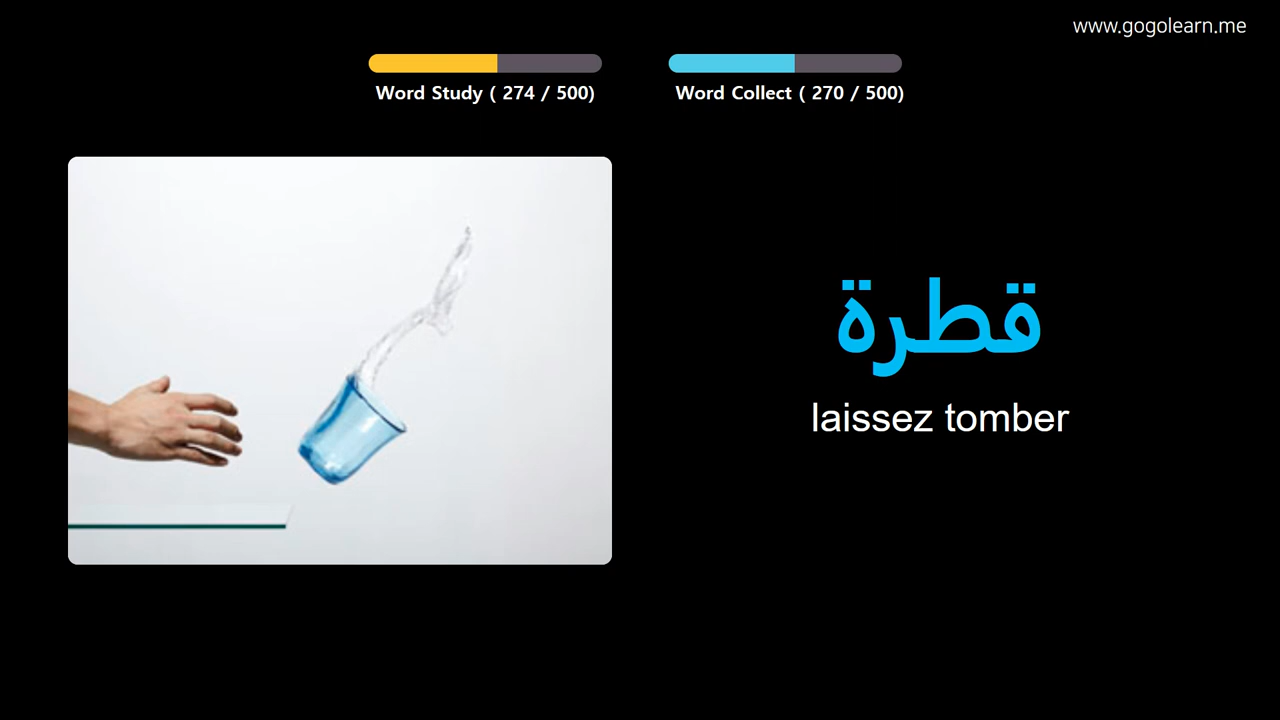 www.gogolearn.me
Word Study ( 274 / 500)
Word Collect ( 270 / 500)
قطرة
laissez tomber